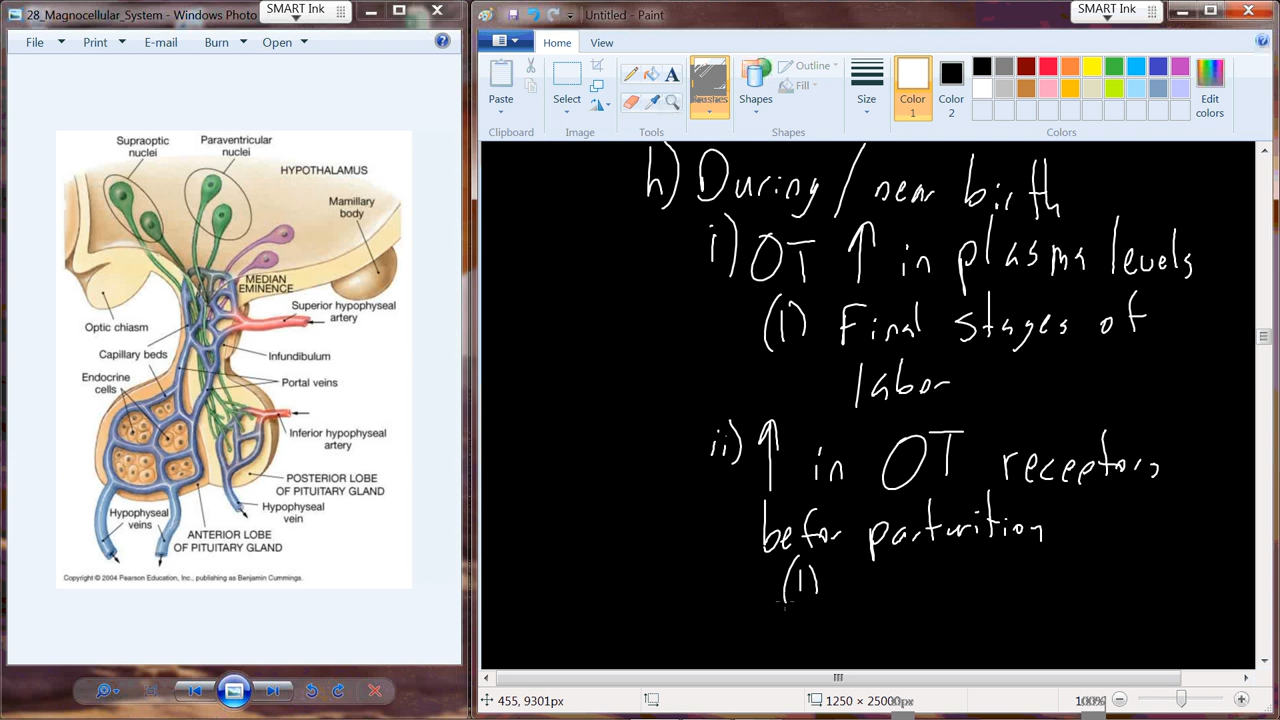 28_Magnocellular_System - Windows Photo
SMART Ink
File
Print
E-mail
Burn
Open
Supraoptic
nuclei
Paraventricular
nuclei
HYPOTHALAMUS
Mamillary
body
MEDIAN
EMINENCE
Superior hypophyseal
artery
Optic chiasm
Capillary beds
Infundibulum
Endocrine
cells
Portal veins
Inferior hypophyseal
artery
POSTERIOR LOBE
OF PITUITARY GLAND
Hypophyseal
vein
Hypophyseal
veins
ANTERIOR LOBE
OF PITUITARY GLAND
Copyright © 2004 Pearson Education, Inc., publishing as Benjamin Cummings.
Untitled - Paint
SMART Ink
Home
View
Paste
Select
A
Brushes
Shapes
Outline
Fill
Size
Color
1
Color
2
Edit
colors
Clipboard
Image
Tools
Shapes
Colors
h) During / near birth
i) OT ↑ in plasma levels
(1) Final stages of
labor
ii) ↑ in OT receptors
befor parturition
(1)
455, 9301px
1250 × 25000px
100%